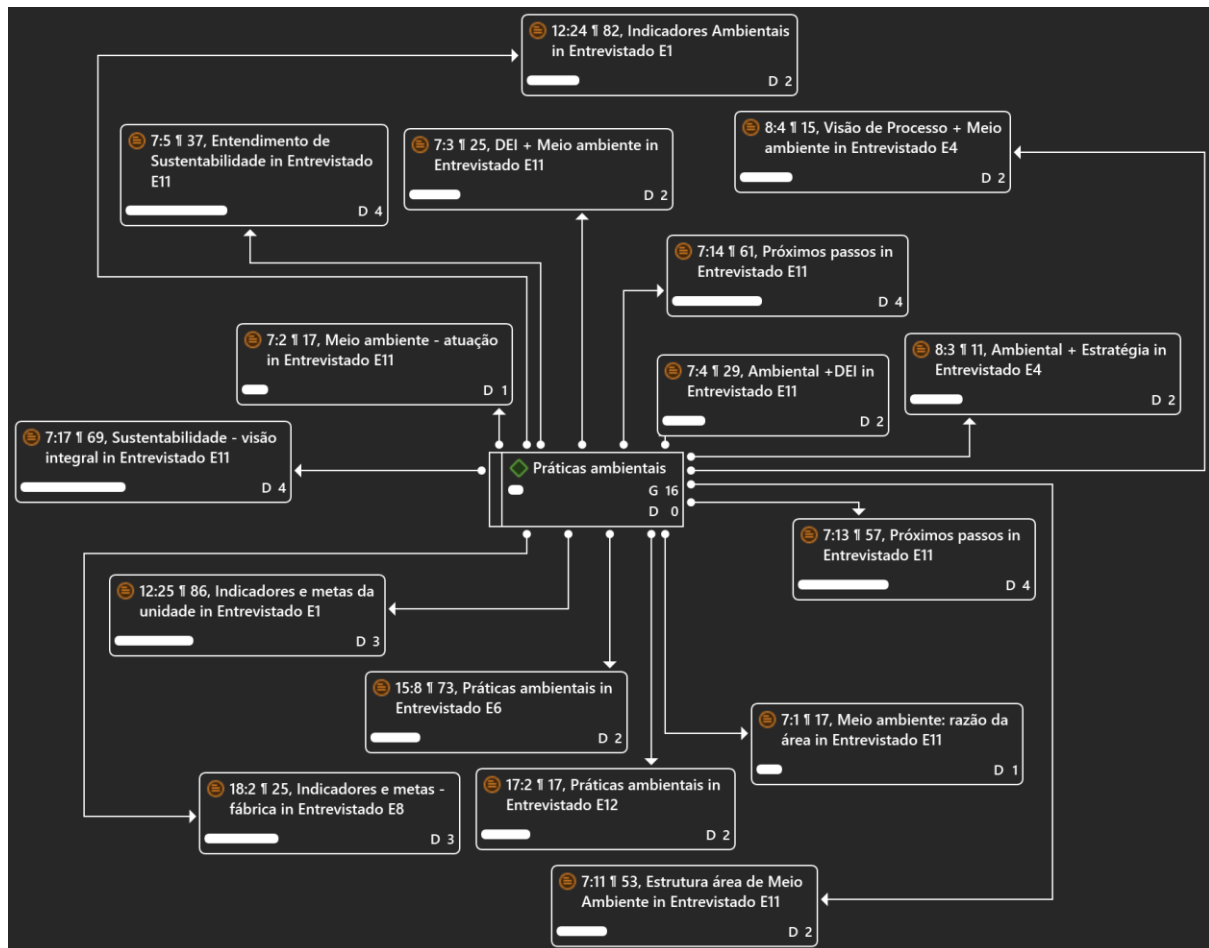 12:24 ¶ 82, Indicadores Ambientais
in Entrevistado E1
D 2
7:5 ¶ 37, Entendimento de
Sustentabilidade in Entrevistado
E11
D 4
7:3 ¶ 25, DEI + Meio ambiente in
Entrevistado E11
D 2
8:4 ¶ 15, Visão de Processo + Meio
ambiente in Entrevistado E4
D 2
7:14 ¶ 61, Próximos passos in
Entrevistado E11
D 4
7:2 ¶ 17, Meio ambiente - atuação
in Entrevistado E11
D 1
7:4 ¶ 29, Ambiental +DEI in
Entrevistado E11
D 2
8:3 ¶ 11, Ambiental + Estratégia in
Entrevistado E4
D 2
7:17 ¶ 69, Sustentabilidade - visão
integral in Entrevistado E11
D 4
Práticas ambientais
G 16
D 0
7:13 ¶ 57, Próximos passos in
Entrevistado E11
D 4
12:25 ¶ 86, Indicadores e metas da
unidade in Entrevistado E1
D 3
15:8 ¶ 73, Práticas ambientais in
Entrevistado E6
D 2
7:1 ¶ 17, Meio ambiente: razão da
área in Entrevistado E11
D 1
18:2 ¶ 25, Indicadores e metas -
fábrica in Entrevistado E8
D 3
17:2 ¶ 17, Práticas ambientais in
Entrevistado E12
D 2
7:11 ¶ 53, Estrutura área de Meio
Ambiente in Entrevistado E11
D 2